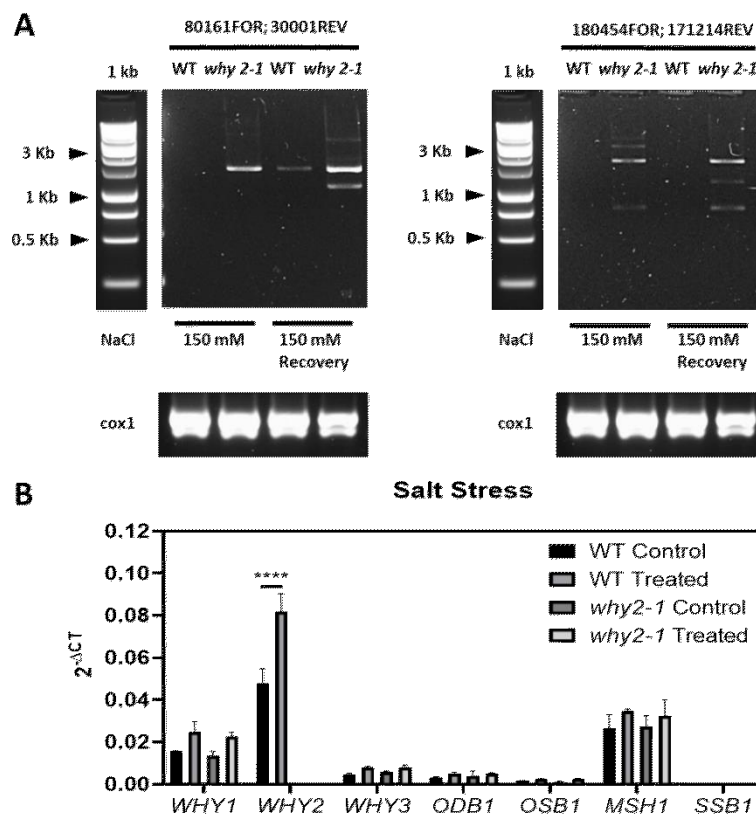 A
80161FOR; 30001REV
180454FOR; 171214REV
1 kb WT why 2-1 WT why 2-1
1 kb WT why 2-1 WT why 2-1
3 Kb
1 Kb
0.5 Kb
3 Kb
1 Kb
0.5 Kb
NaCl 150 mM 150 mM
Recovery
NaCl 150 mM 150 mM
Recovery
cox1
cox1
B
Salt Stress
0.12
0.10
0.08
0.06
0.04
0.02
0.00
2-ΔCT
****
WT Control
WT Treated
why2-1 Control
why2-1 Treated
WHY1 WHY2 WHY3 ODB1 OSB1 MSH1 SSB1